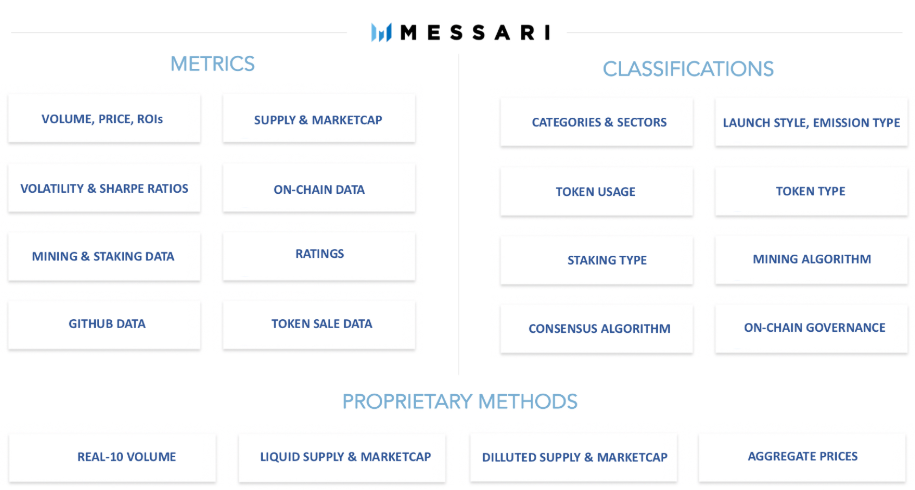 MESSARI
METRICS
VOLUME, PRICE, ROIs
SUPPLY & MARKETCAP
VOLATILITY & SHARPE RATIOS
ON-CHAIN DATA
MINING & STAKING DATA
RATINGS
GITHUB DATA
TOKEN SALE DATA
CLASSIFICATIONS
CATEGORIES & SECTORS
LAUNCH STYLE, EMISSION TYPE
TOKEN USAGE
TOKEN TYPE
STAKING TYPE
MINING ALGORITHM
CONSENSUS ALGORITHM
ON-CHAIN GOVERNANCE
PROPRIETARY METHODS
REAL-10 VOLUME
LIQUID SUPPLY & MARKETCAP
DILLUTED SUPPLY & MARKETCAP
AGGREGATE PRICES